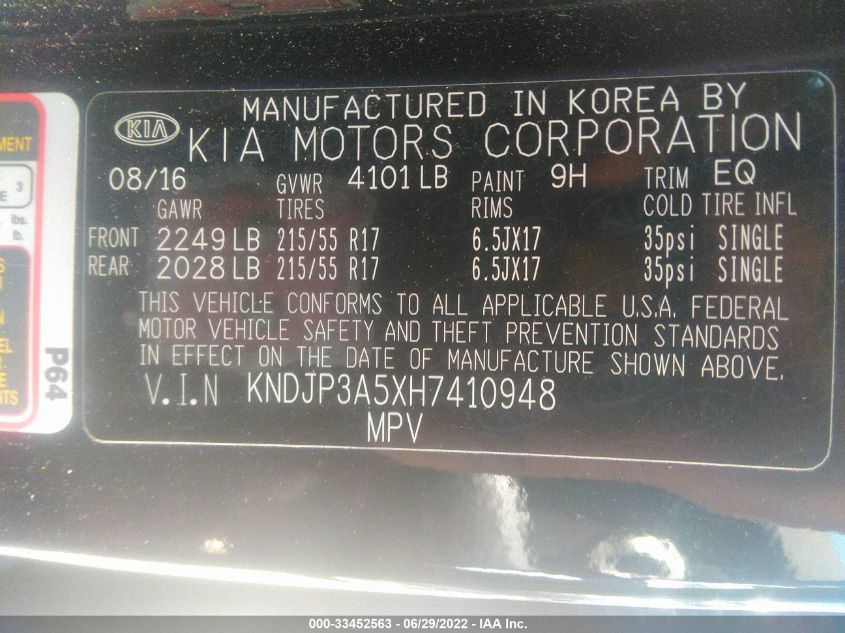 MANUFACTURED IN KOREA BY
KIA KIA MOTORS CORPORATION
08/16 GVWR 4101 LB PAINT 9H TRIM EQ
GAWR TIRES RIMS COLD TIRE INFL
FRONT 2249 LB 215/55 R17 6.5JX17 35psi SINGLE
REAR 2028 LB 215/55 R17 6.5JX17 35psi SINGLE
THIS VEHICLE CONFORMS TO ALL APPLICABLE U.S.A. FEDERAL
MOTOR VEHICLE SAFETY AND THEFT PREVENTION STANDARDS
IN EFFECT ON THE DATE OF MANUFACTURE SHOWN ABOVE.
V.I.N KNDJP3A5XH7410948
MPV
MENT
3
E
lbs.
lb.
P64
000-33452563 - 06/29/2022 - IAA Inc.